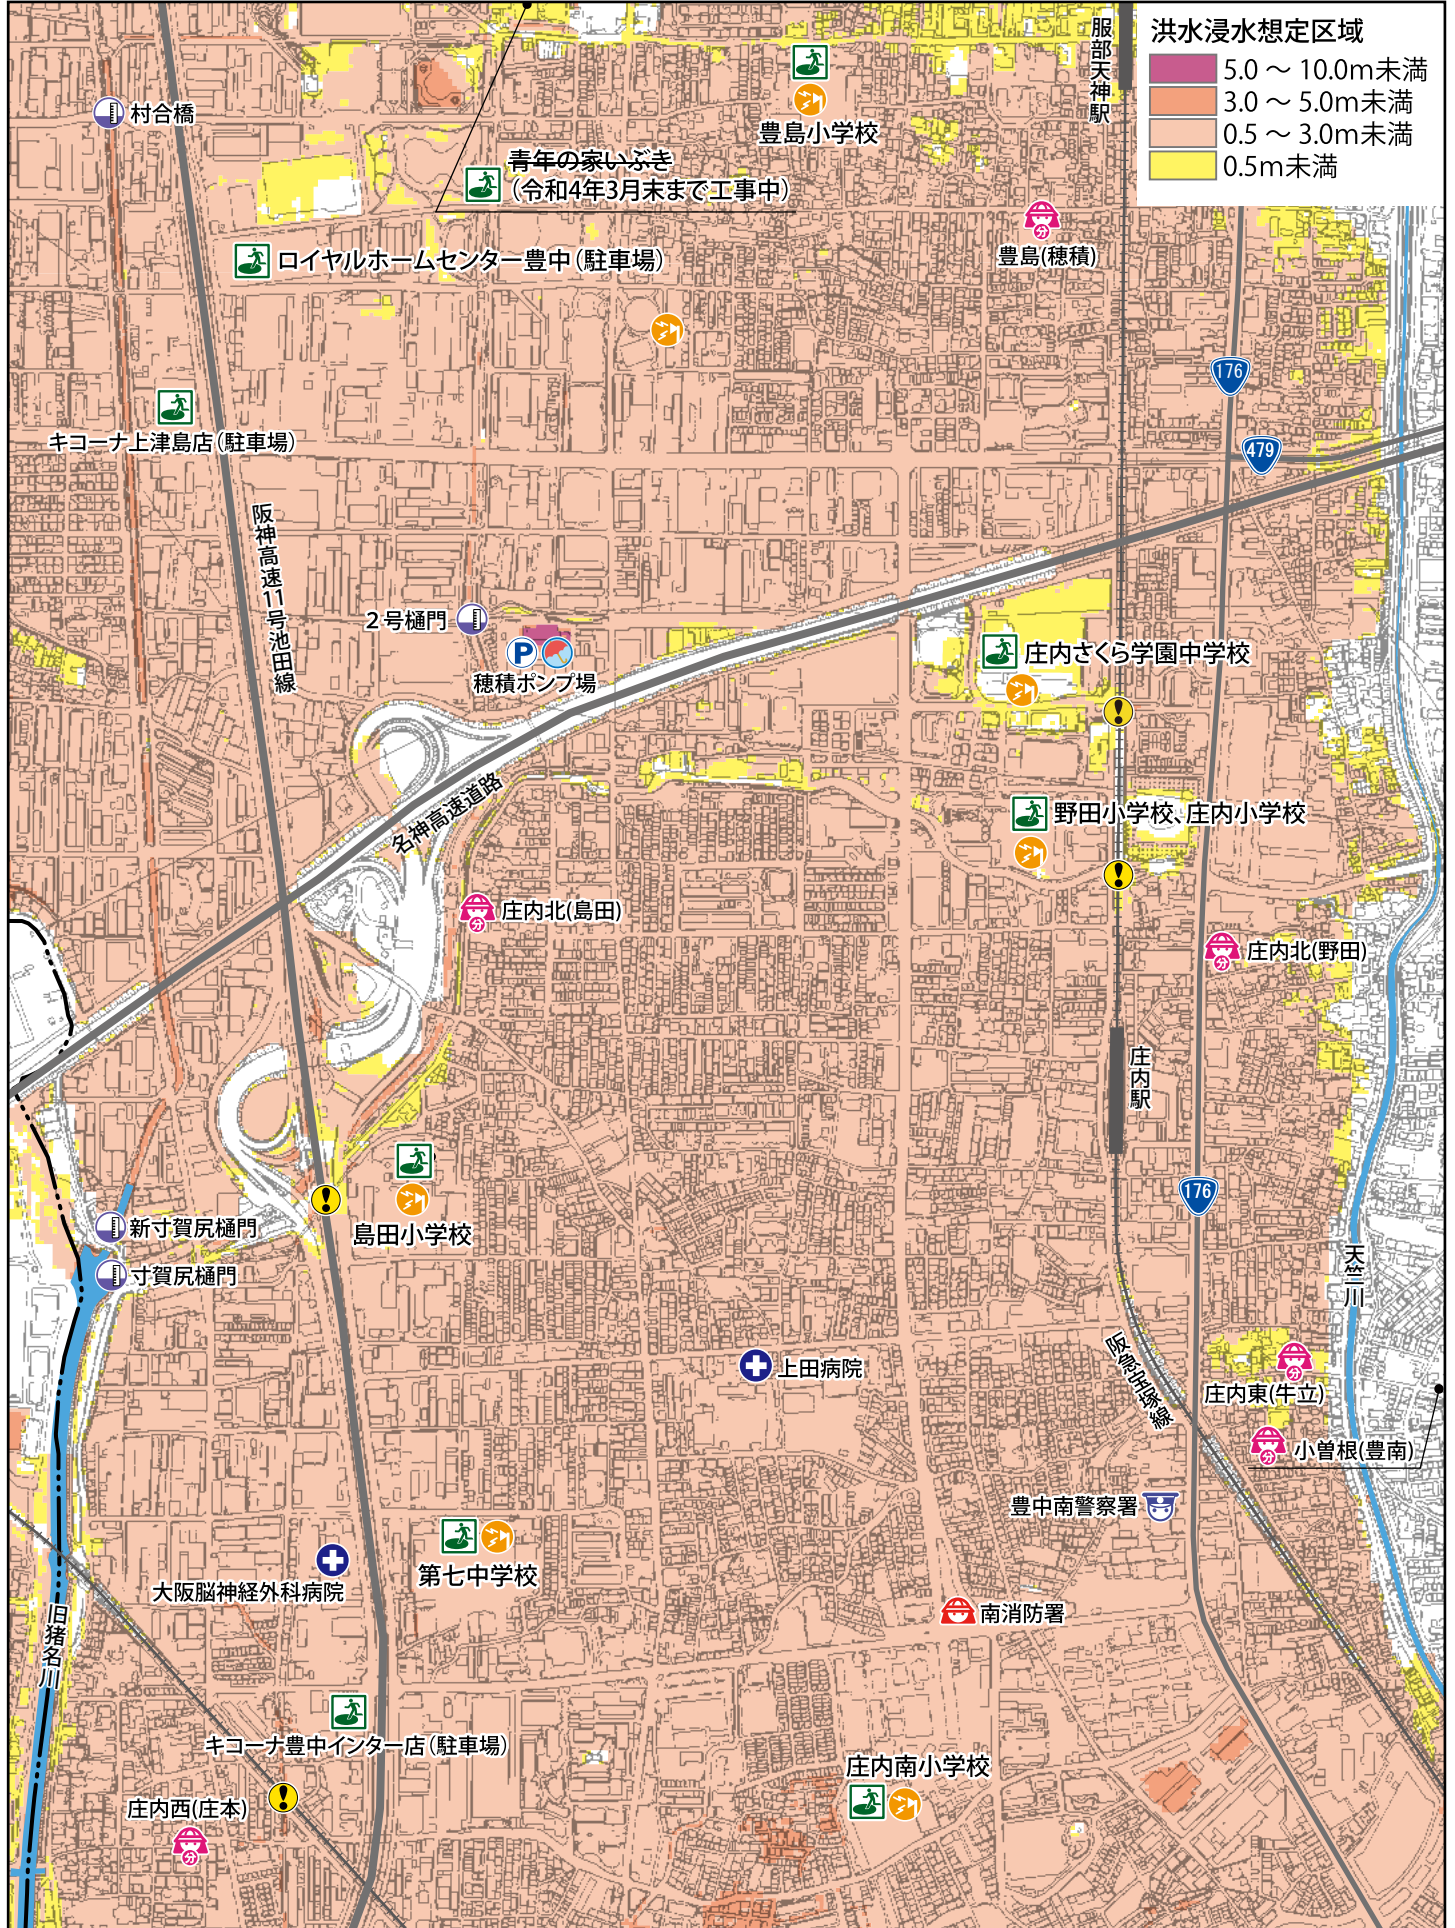 洪水浸水想定区域
5.0 ～ 10.0m未満
3.0 ～ 5.0m未満
0.5 ～ 3.0m未満
0.5m未満
服部天神駅
村合橋
豊島小学校
青年の家いぶき
（令和4年3月末まで工事中）
豊島(穂積)
ロイヤルホームセンター豊中（駐車場）
176
キコーナ上津島店（駐車場）
479
阪神高速11号池田線
２号樋門
P
穂積ポンプ場
庄内さくら学園中学校
名神高速道路
野田小学校、庄内小学校
庄内北(島田)
分
庄内北(野田)
分
庄内駅
176
島田小学校
新寸賀尻樋門
寸賀尻樋門
天竺川
阪急宝塚線
上田病院
庄内東(牛立)
分
小曽根(豊南)
分
豊中南警察署
第七中学校
大阪脳神経外科病院
南消防署
旧猪名川
キコーナ豊中インター店（駐車場）
庄内南小学校
庄内西(庄本)
分